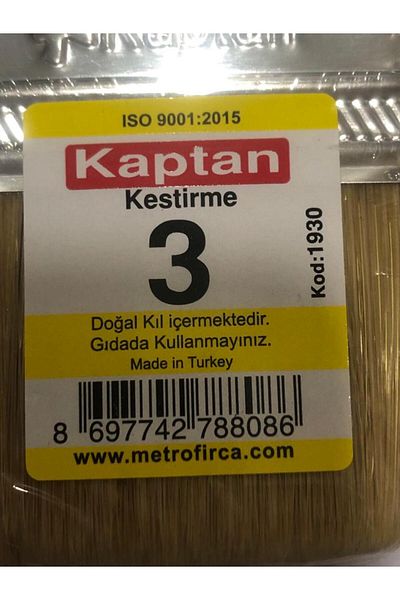 Kaptan
ISO 9001:2015
Kaptan
Kestirme
3
Kod:1930
Doğal Kıl içermektedir.
Gıdada Kullanmayınız.
Made in Turkey
8 697742 788086
www.metrofirca.com